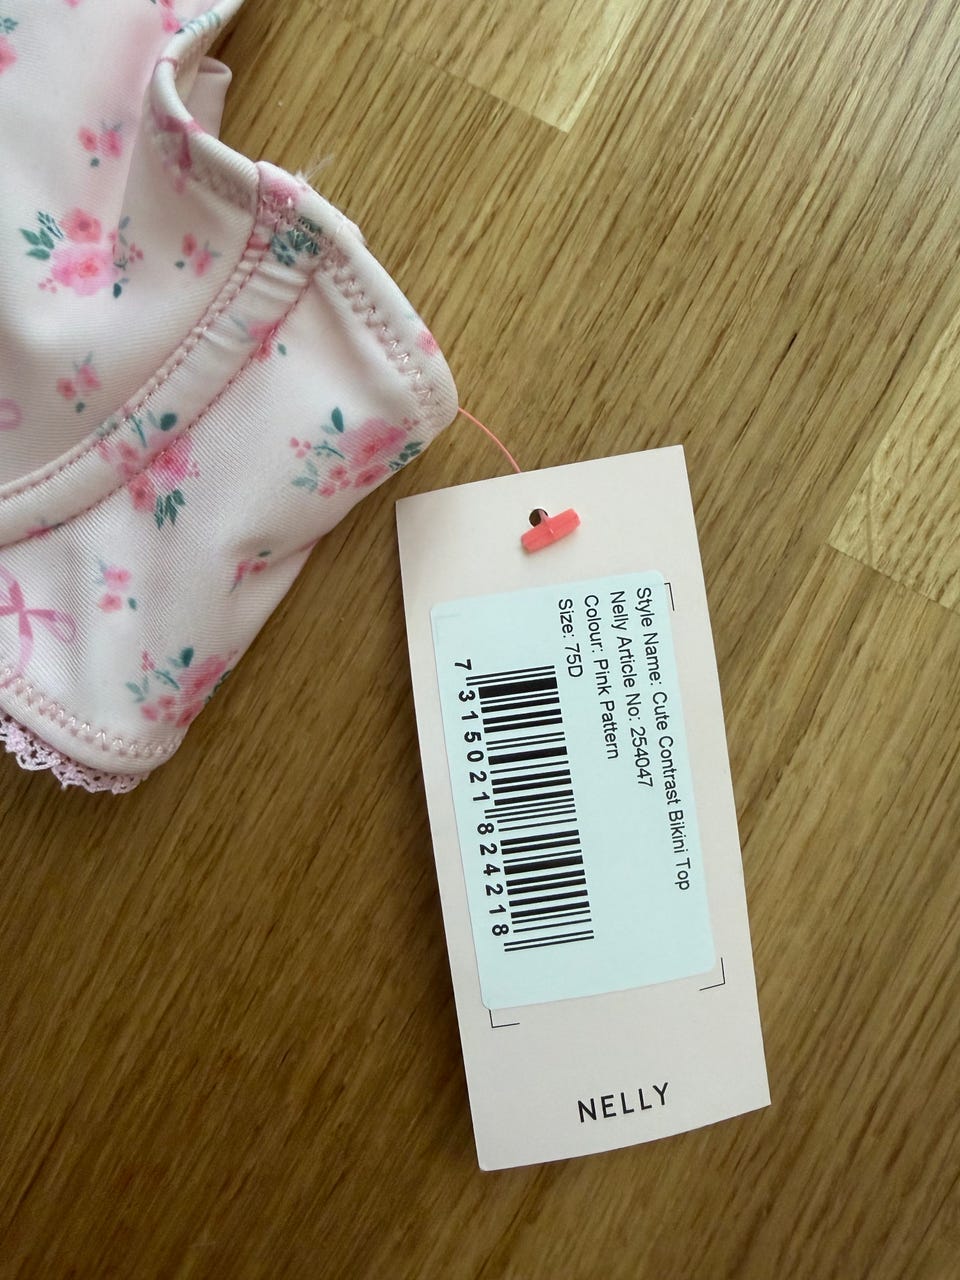 Style Name: Cute Contrast Bikini Top
Nelly Article No: 254047
Colour: Pink Pattern
Size: 75D
7 315021 824218
NELLY